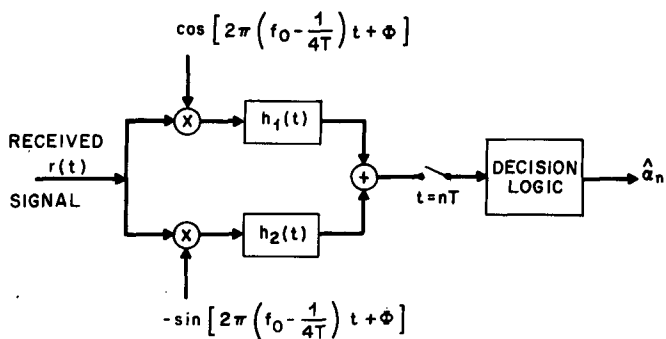 cos [ 2π ( f₀ - 1/4T ) t + Φ ]
RECEIVED
r(t)
SIGNAL
X
h₁(t)
+
t=nT
DECISION
LOGIC
α̂ₙ
X
h₂(t)
-sin [ 2π ( f₀ - 1/4T ) t + Φ ]